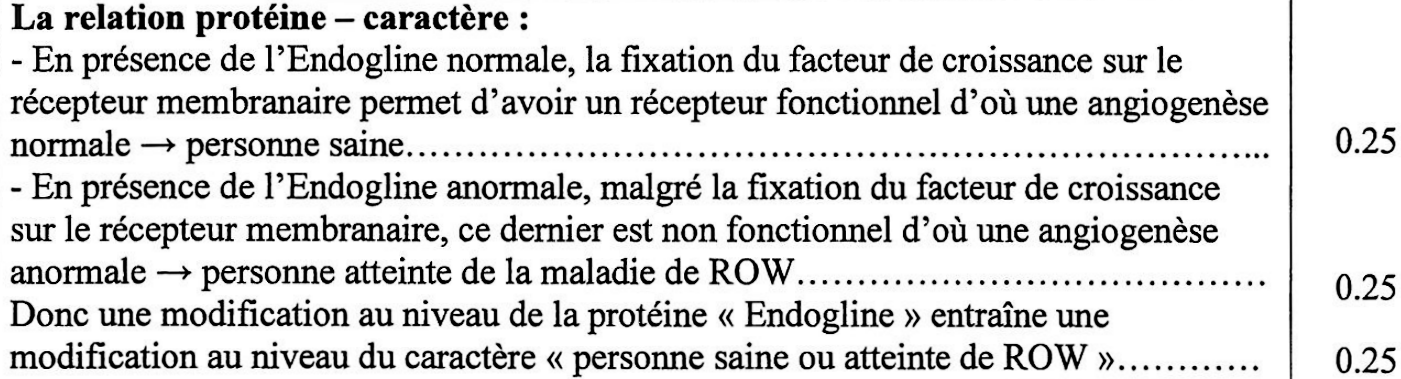 La relation protéine – caractère :
- En présence de l'Endogline normale, la fixation du facteur de croissance sur le
récepteur membranaire permet d'avoir un récepteur fonctionnel d'où une angiogenèse
normale → personne saine........................................................................... 0.25
- En présence de l'Endogline anormale, malgré la fixation du facteur de croissance
sur le récepteur membranaire, ce dernier est non fonctionnel d'où une angiogenèse
anormale → personne atteinte de la maladie de ROW....................................... 0.25
Donc une modification au niveau de la protéine « Endogline » entraîne une
modification au niveau du caractère « personne saine ou atteinte de ROW »............ 0.25